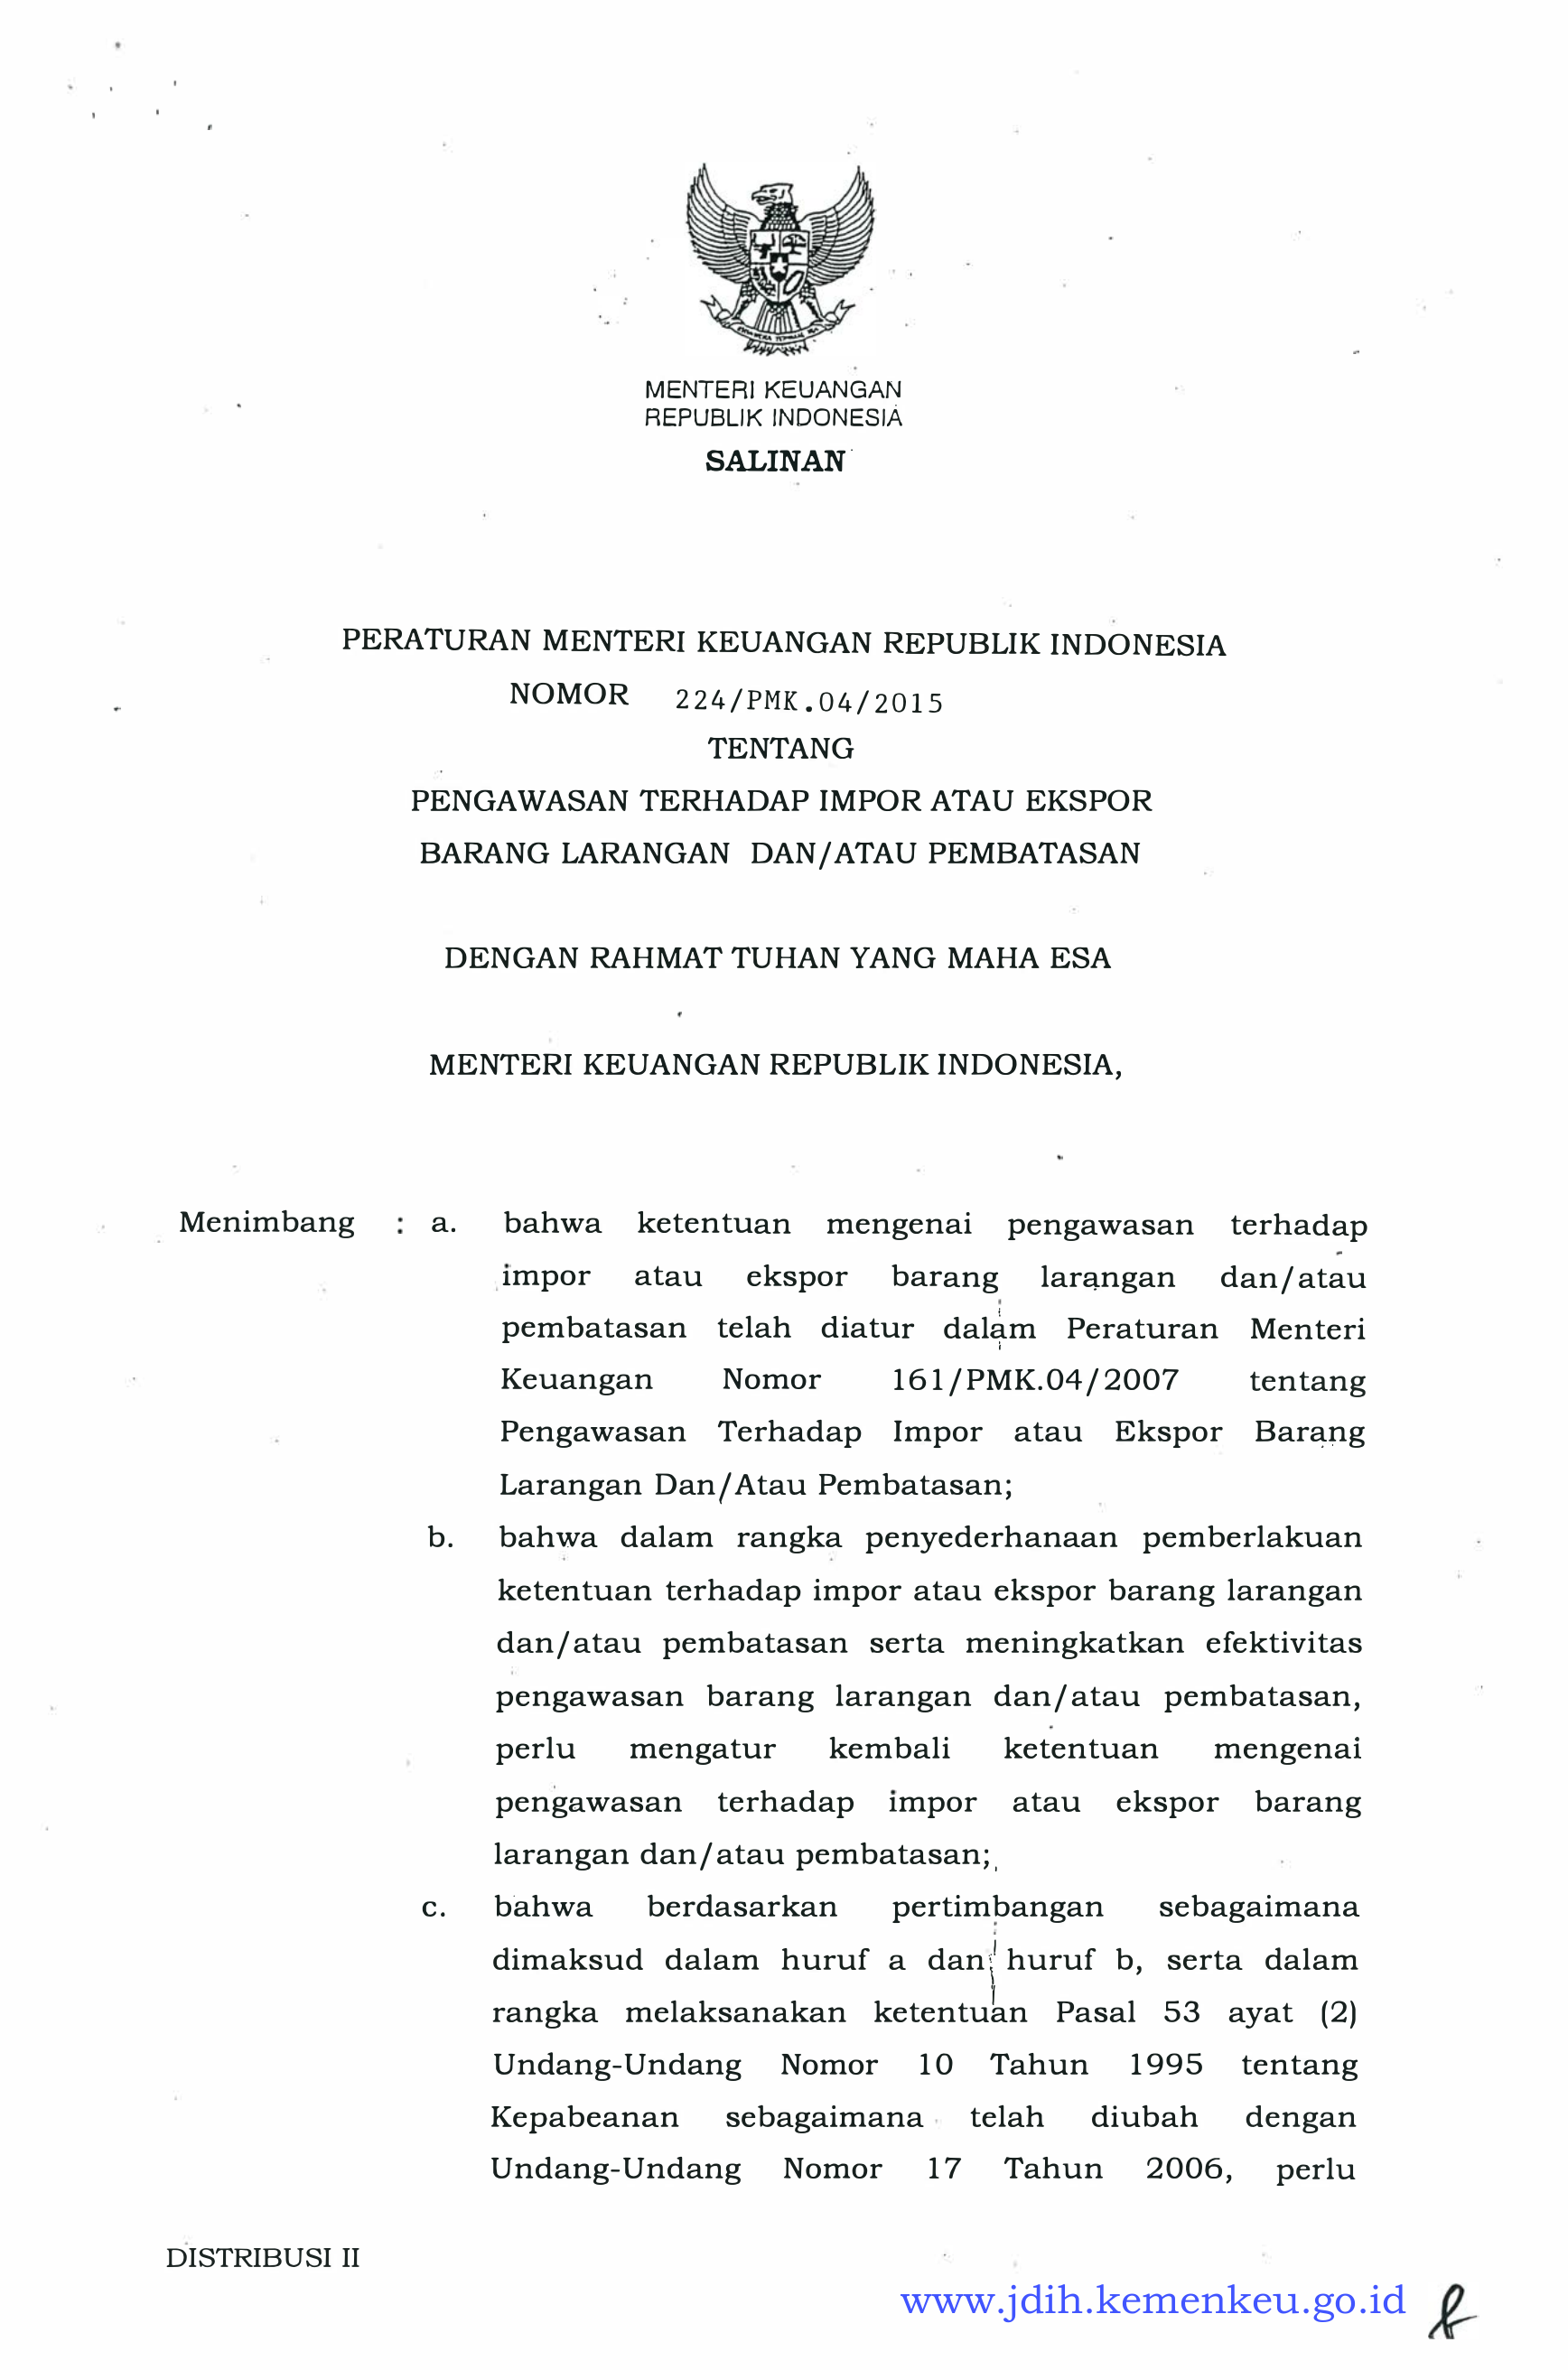 MENTERI KEUANGAN
REPUBLIK INDONESIA
SALINAN
PERATURAN MENTERI KEUANGAN REPUBLIK INDONESIA
NOMOR 224/PMK.04/2015
TENTANG
PENGAWASAN TERHADAP IMPOR ATAU EKSPOR
BARANG LARANGAN DAN/ATAU PEMBATASAN
DENGAN RAHMAT TUHAN YANG MAHA ESA
MENTERI KEUANGAN REPUBLIK INDONESIA,
Menimbang : a. bahwa ketentuan mengenai pengawasan terhadap
impor atau ekspor barang larangan dan/atau
pembatasan telah diatur dalam Peraturan Menteri
Keuangan Nomor 161/PMK.04/2007 tentang
Pengawasan Terhadap Impor atau Ekspor Barang
Larangan Dan/Atau Pembatasan;
b. bahwa dalam rangka penyederhanaan pemberlakuan
ketentuan terhadap impor atau ekspor barang larangan
dan/atau pembatasan serta meningkatkan efektivitas
pengawasan barang larangan dan/atau pembatasan,
perlu mengatur kembali ketentuan mengenai
pengawasan terhadap impor atau ekspor barang
larangan dan/atau pembatasan;
c. bahwa berdasarkan pertimbangan sebagaimana
dimaksud dalam huruf a dan huruf b, serta dalam
rangka melaksanakan ketentuan Pasal 53 ayat (2)
Undang-Undang Nomor 10 Tahun 1995 tentang
Kepabeanan sebagaimana telah diubah dengan
Undang-Undang Nomor 17 Tahun 2006, perlu
DISTRIBUSI II
www.jdih.kemenkeu.go.id